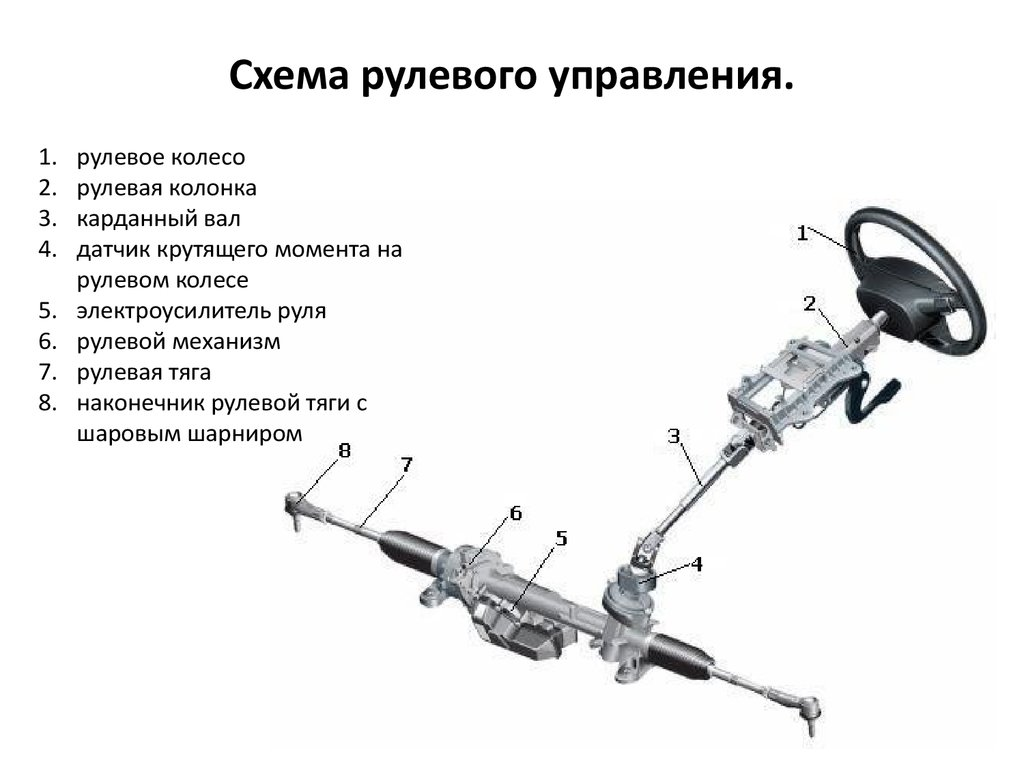 Схема рулевого управления.
1. рулевое колесо
2. рулевая колонка
3. карданный вал
4. датчик крутящего момента на
рулевом колесе
5. электроусилитель руля
6. рулевой механизм
7. рулевая тяга
8. наконечник рулевой тяги с
шаровым шарниром
1
2
3
8
7
6
5
4